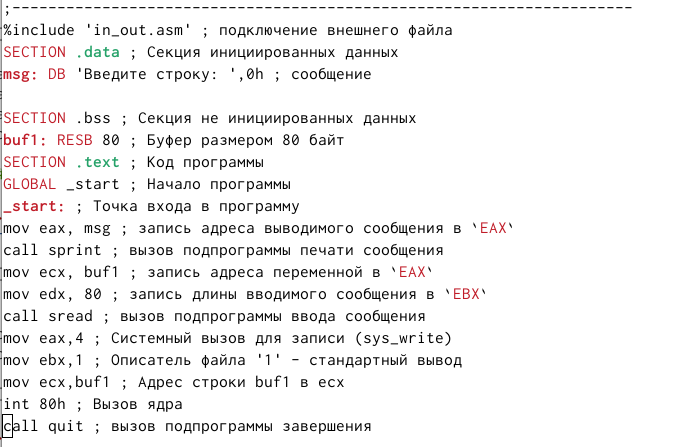 ;---------------------------------------------------------------------
%include 'in_out.asm' ; подключение внешнего файла
SECTION .data ; Секция инициированных данных
msg: DB 'Введите строку: ',0h ; сообщение
SECTION .bss ; Секция не инициированных данных
buf1: RESB 80 ; Буфер размером 80 байт
SECTION .text ; Код программы
GLOBAL _start ; Начало программы
_start: ; Точка входа в программу
mov eax, msg ; запись адреса выводимого сообщения в `EAX`
call sprint ; вызов подпрограммы печати сообщения
mov ecx, buf1 ; запись адреса переменной в `EAX`
mov edx, 80 ; запись длины вводимого сообщения в `EBX`
call sread ; вызов подпрограммы ввода сообщения
mov eax,4 ; Системный вызов для записи (sys_write)
mov ebx,1 ; Описатель файла '1' - стандартный вывод
mov ecx,buf1 ; Адрес строки buf1 в ecx
int 80h ; Вызов ядра
call quit ; вызов подпрограммы завершения